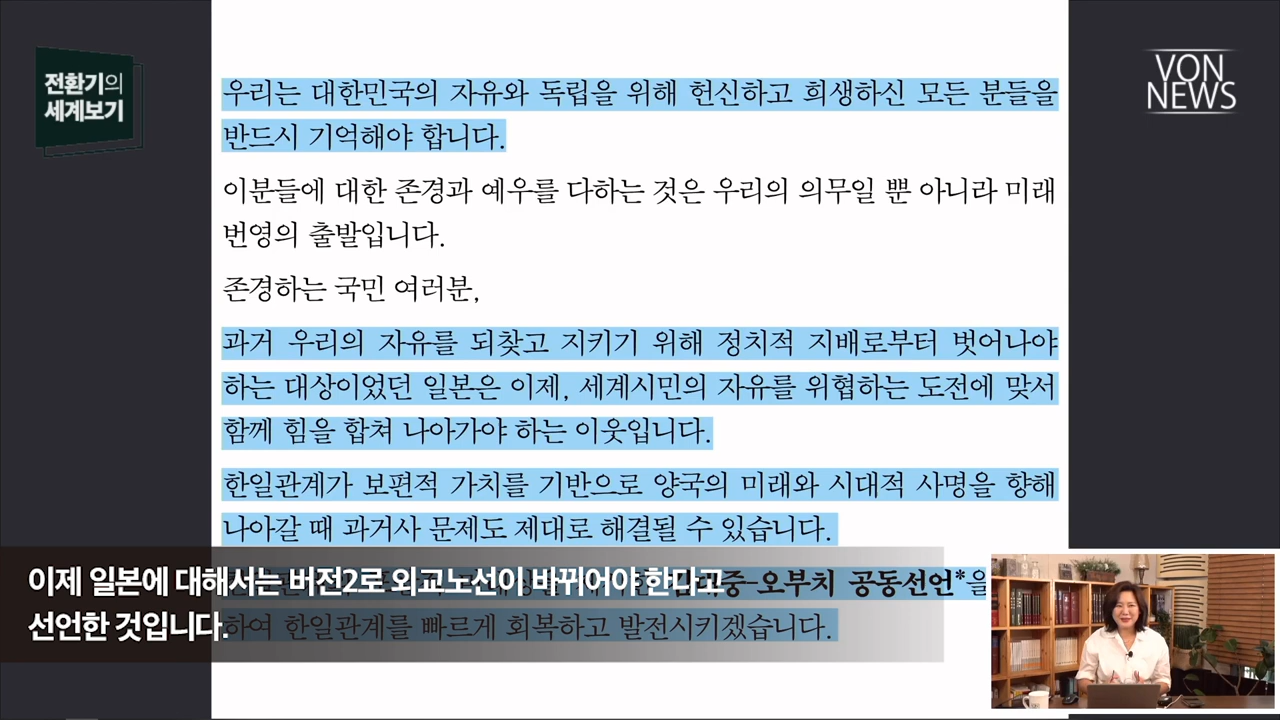 전환기의
세계보기
VON
NEWS
우리는 대한민국의 자유와 독립을 위해 헌신하고 희생하신 모든 분들을
반드시 기억해야 합니다.
이분들에 대한 존경과 예우를 다하는 것은 우리의 의무일 뿐 아니라 미래
번영의 출발입니다.
존경하는 국민 여러분,
과거 우리의 자유를 되찾고 지키기 위해 정치적 지배로부터 벗어나야
하는 대상이었던 일본은 이제, 세계시민의 자유를 위협하는 도전에 맞서
함께 힘을 합쳐 나아가야 하는 이웃입니다.
한일관계가 보편적 가치를 기반으로 양국의 미래와 시대적 사명을 향해
나아갈 때 과거사 문제도 제대로 해결될 수 있습니다.
공동선언*을
하여 한일관계를 빠르게 회복하고 발전시키겠습니다.
이제 일본에 대해서는 버전2로 외교노선이 바뀌어야 한다고
선언한 것입니다.